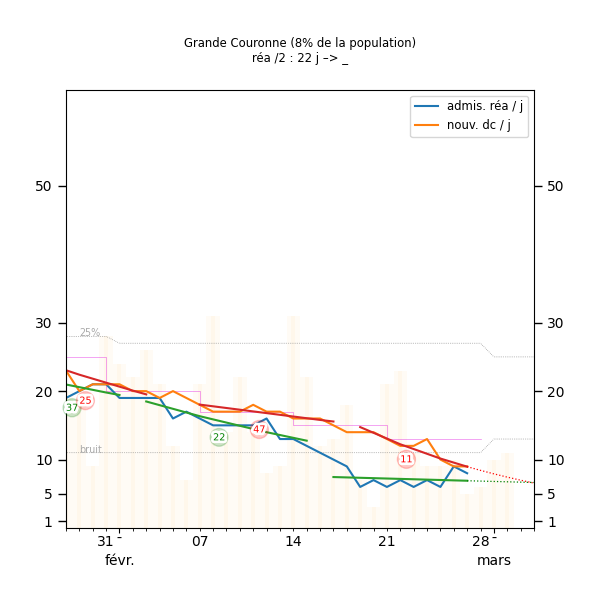 Grande Couronne (8% de la population)
réa /2 : 22 j –> _
admis. réa / j
nouv. dc / j
50 50
30 30
25%
20 20
37 25
22 47
bruit
11
10 10
5 5
1 1
31 07 14 21 28
févr. mars